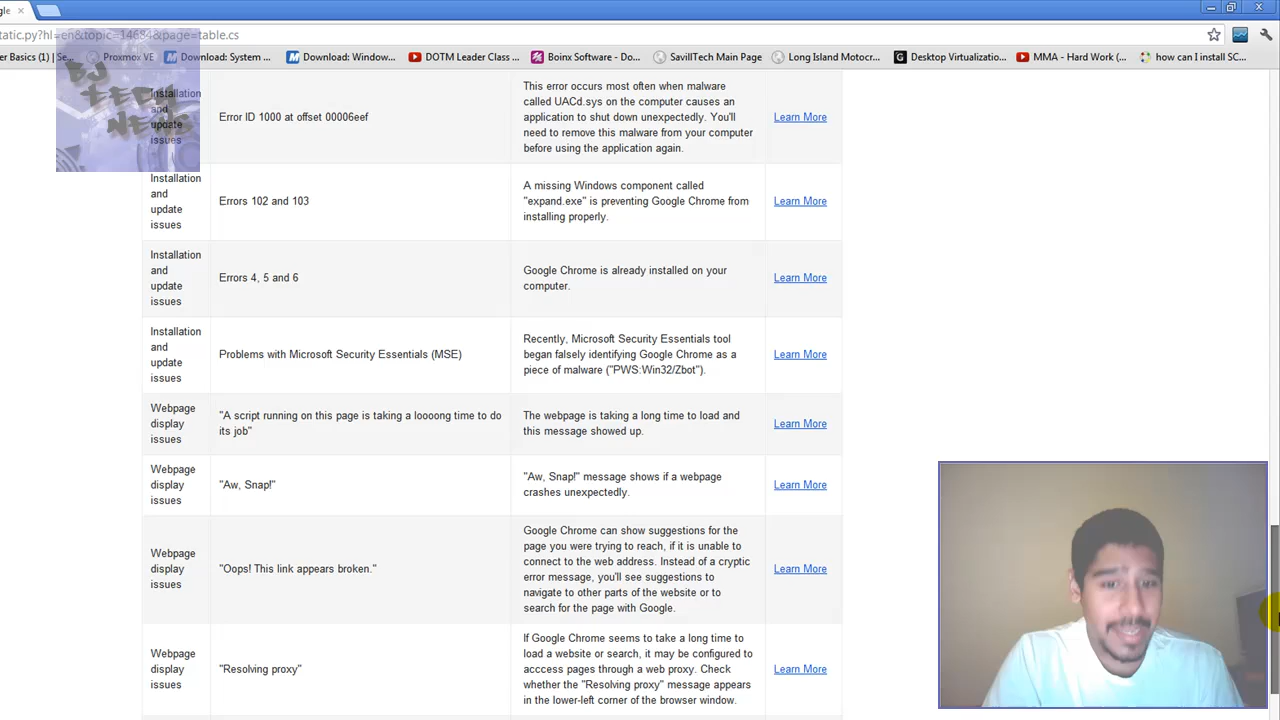 gle
tatic.py?hl=en&topic=14684&page=table.cs
r Basics (1) | Se...
Proxmox VE
Download: System ...
Download: Window...
DOTM Leader Class ...
Boinx Software - Do...
SavillTech Main Page
Long Island Motocr...
Desktop Virtualizatio...
MMA - Hard Work (...
how can I install SC...
BJ
TECH
NEWS
Installation
and
update
issues
Error ID 1000 at offset 00006eef
This error occurs most often when malware
called UACd.sys on the computer causes an
application to shut down unexpectedly. You'll
need to remove this malware from your computer
before using the application again.
Learn More
Installation
and
update
issues
Errors 102 and 103
A missing Windows component called
"expand.exe" is preventing Google Chrome from
installing properly.
Learn More
Installation
and
update
issues
Errors 4, 5 and 6
Google Chrome is already installed on your
computer.
Learn More
Installation
and
update
issues
Problems with Microsoft Security Essentials (MSE)
Recently, Microsoft Security Essentials tool
began falsely identifying Google Chrome as a
piece of malware ("PWS:Win32/Zbot").
Learn More
Webpage
display
issues
"A script running on this page is taking a loooong time to do
its job"
The webpage is taking a long time to load and
this message showed up.
Learn More
Webpage
display
issues
"Aw, Snap!"
"Aw, Snap!" message shows if a webpage
crashes unexpectedly.
Learn More
Webpage
display
issues
"Oops! This link appears broken."
Google Chrome can show suggestions for the
page you were trying to reach, if it is unable to
connect to the web address. Instead of a cryptic
error message, you'll see suggestions to
navigate to other parts of the website or to
search for the page with Google.
Learn More
Webpage
display
issues
"Resolving proxy"
If Google Chrome seems to take a long time to
load a website or search, it may be configured to
acccess pages through a web proxy. Check
whether the "Resolving proxy" message appears
in the lower-left corner of the browser window.
Learn More